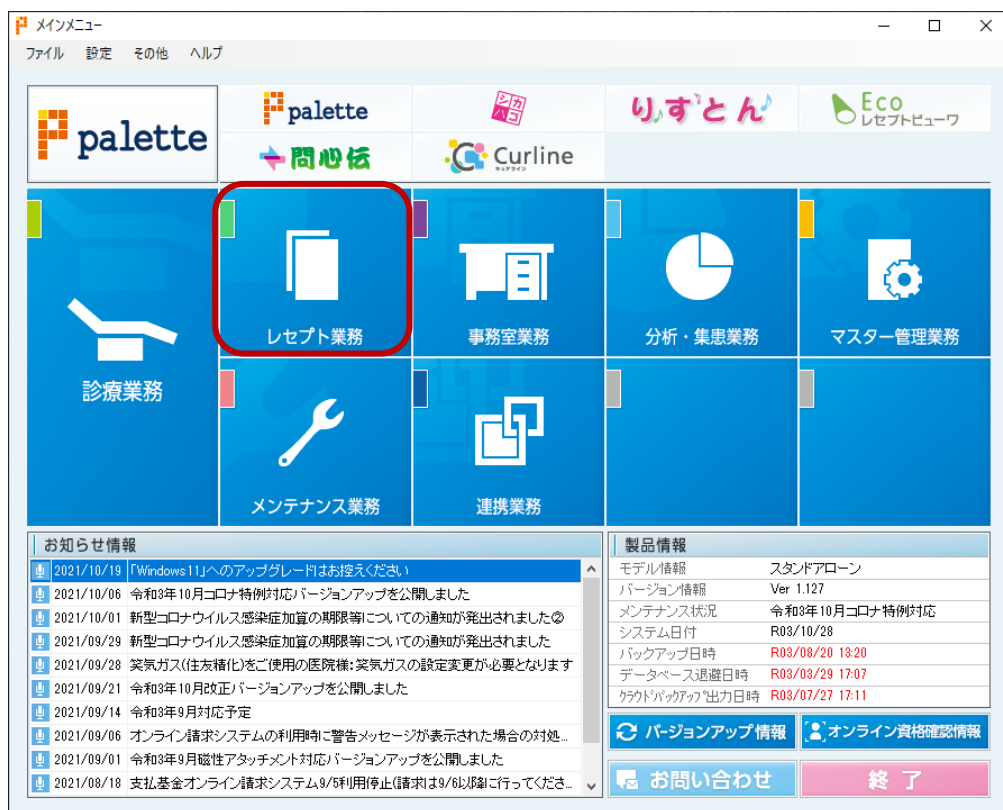 メインメニュー
ファイル 設定 その他 ヘルプ
palette
palette
シカハコ
りすとん♪
Eco
レセプトビューワ
問心伝
Curline
キュアライン
診療業務
レセプト業務
事務室業務
分析・集患業務
マスター管理業務
メンテナンス業務
連携業務
お知らせ情報
2021/10/19 「Windows11」へのアップグレードはお控えください
2021/10/06 令和3年10月コロナ特例対応バージョンアップを公開しました
2021/10/01 新型コロナウイルス感染症加算の期限等についての通知が発出されました②
2021/09/29 新型コロナウイルス感染症加算の期限等についての通知が発出されました
2021/09/28 笑気ガス(住友精化)をご使用の医院様:笑気ガスの設定変更が必要となります
2021/09/21 令和3年10月改正バージョンアップを公開しました
2021/09/14 令和3年9月対応予定
2021/09/06 オンライン請求システムの利用時に警告メッセージが表示された場合の対処...
2021/09/01 令和3年9月磁性アタッチメント対応バージョンアップを公開しました
2021/08/18 支払基金オンライン請求システム9/5利用停止(請求は9/6以降に行ってくださ...
製品情報
モデル情報 スタンドアローン
バージョン情報 Ver 1.127
メンテナンス状況 令和3年10月コロナ特例対応
システム日付 R03/10/28
バックアップ日時 R03/08/20 13:20
データベース退避日時 R03/03/29 17:07
クラウドバックアップ出力日時 R03/07/27 17:11
バージョンアップ情報
オンライン資格確認情報
お問い合わせ
終了